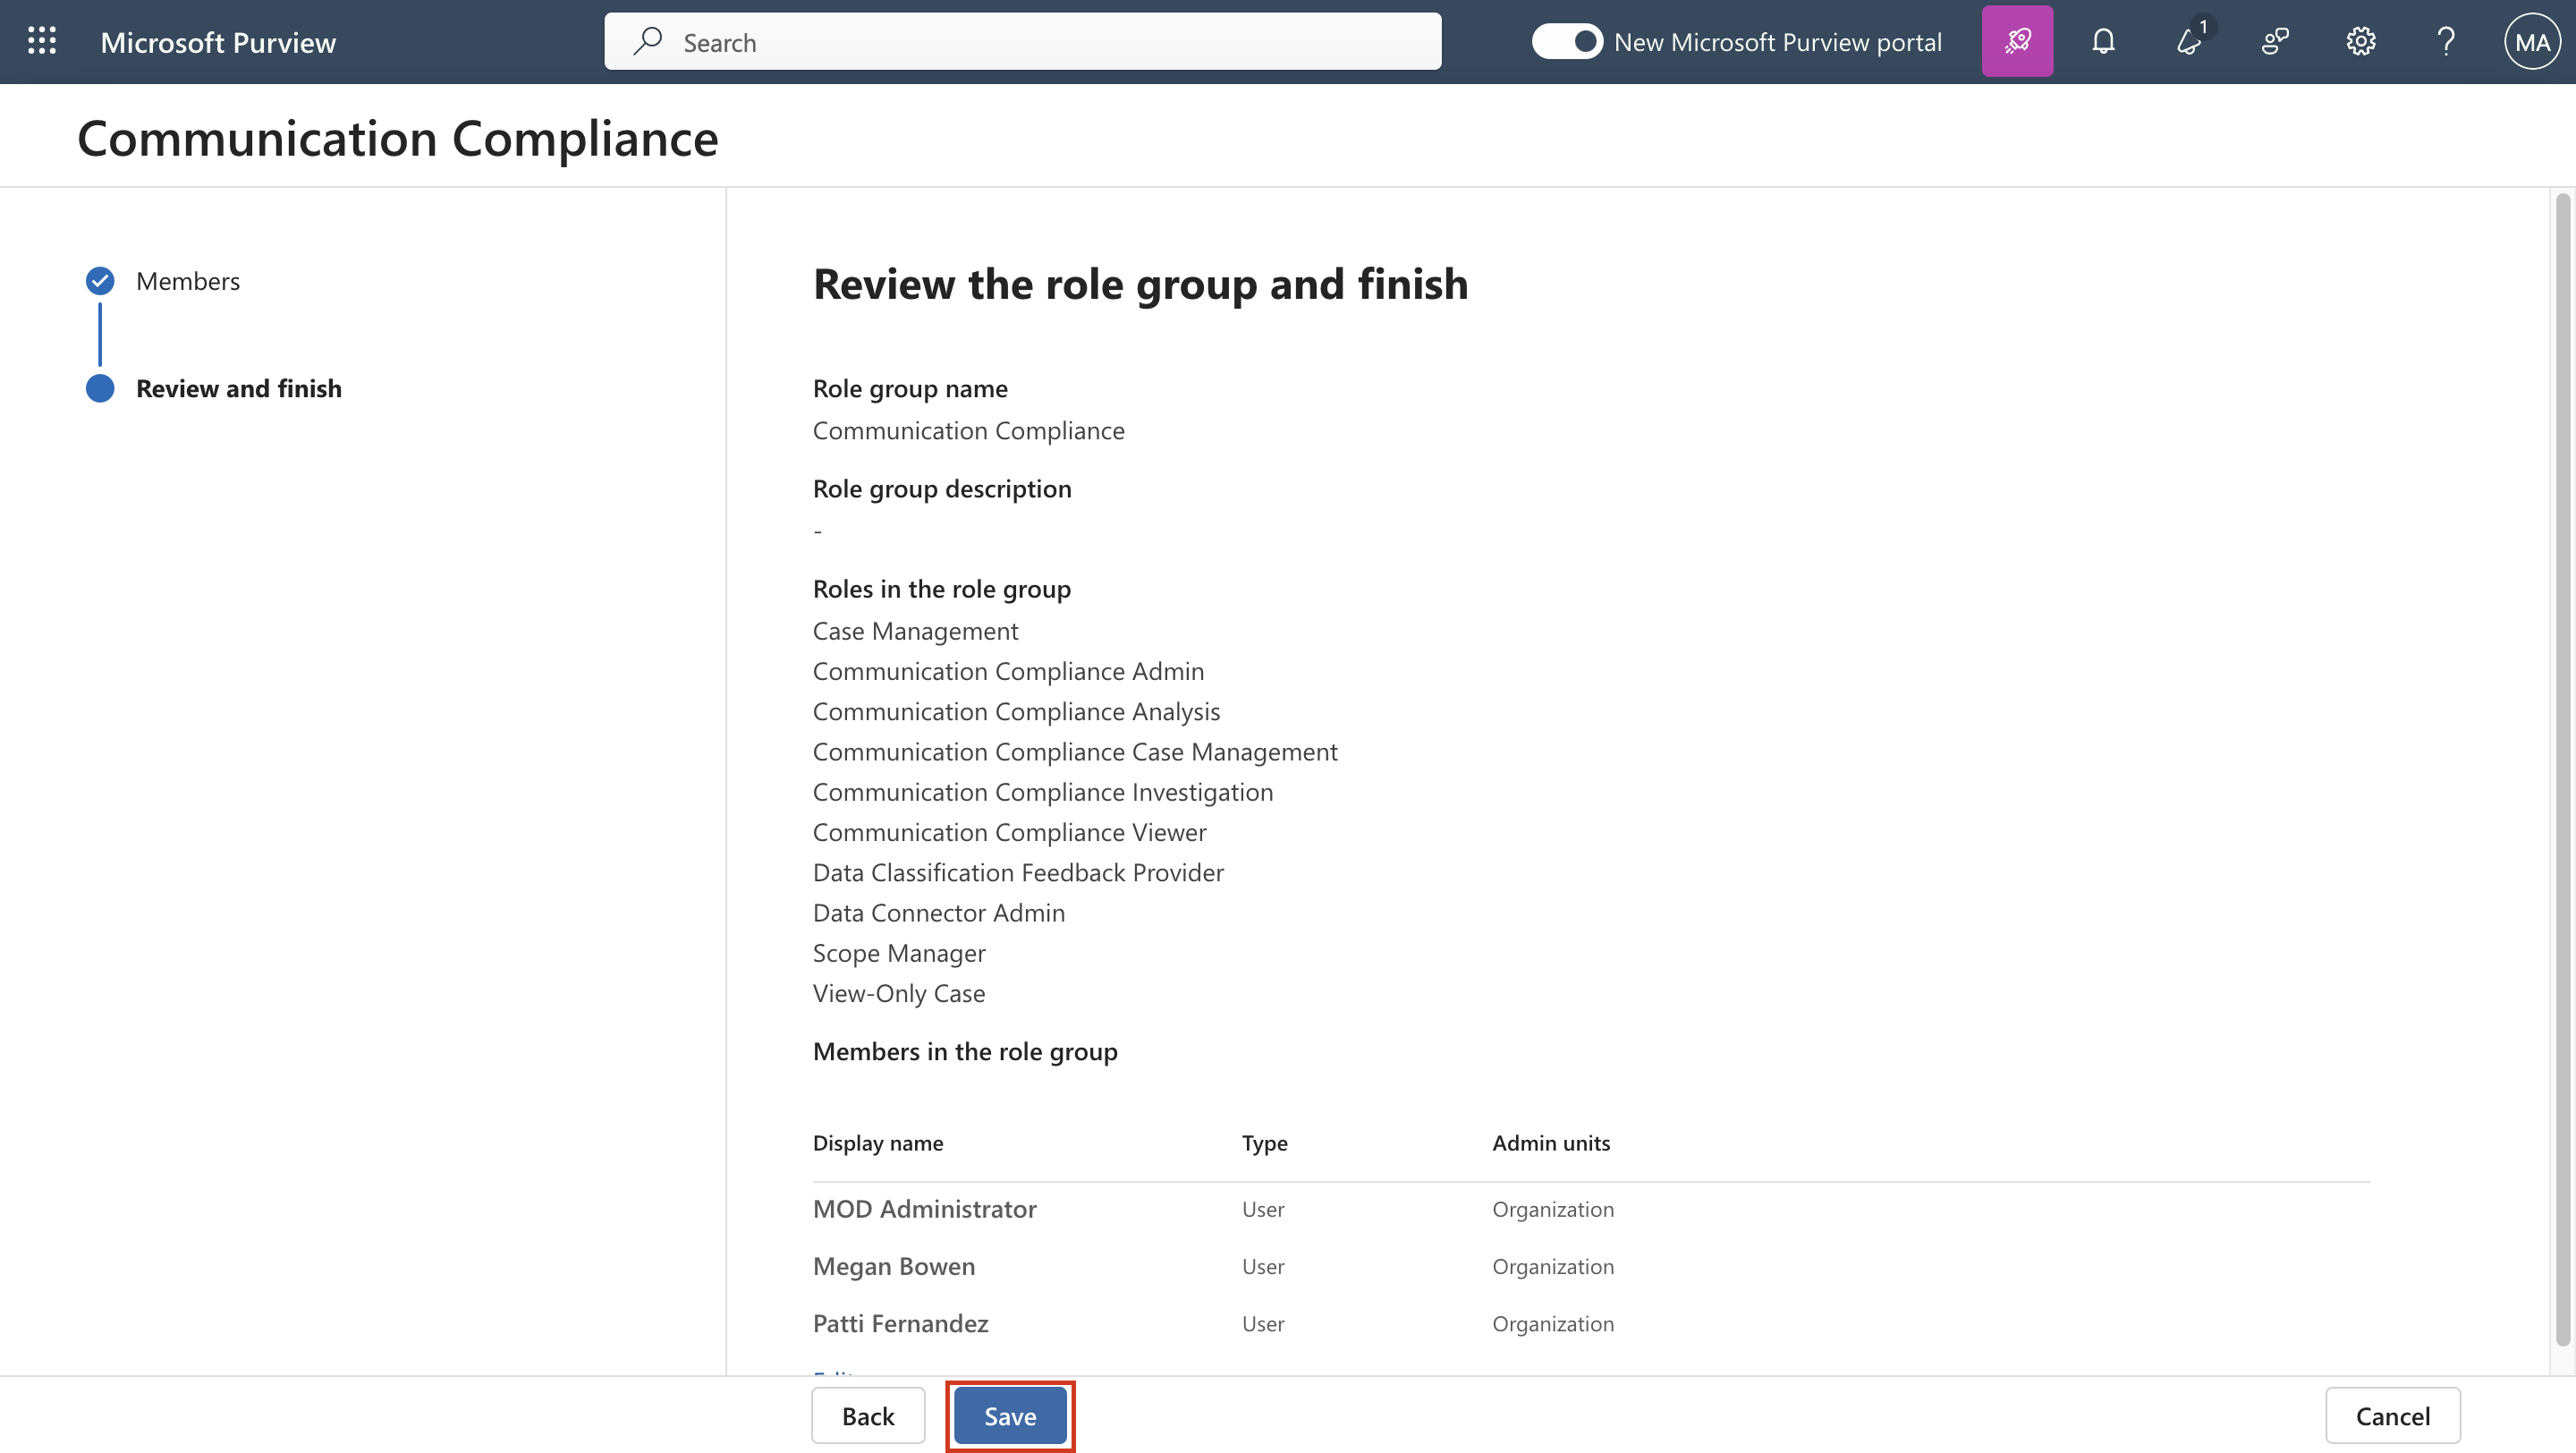 Microsoft Purview
Search
New Microsoft Purview portal
1
MA
Communication Compliance
Members
Review and finish
Review the role group and finish
Role group name
Communication Compliance
Role group description
-
Roles in the role group
Case Management
Communication Compliance Admin
Communication Compliance Analysis
Communication Compliance Case Management
Communication Compliance Investigation
Communication Compliance Viewer
Data Classification Feedback Provider
Data Connector Admin
Scope Manager
View-Only Case
Members in the role group
Display name Type Admin units
MOD Administrator User Organization
Megan Bowen User Organization
Patti Fernandez User Organization
Back Save Cancel